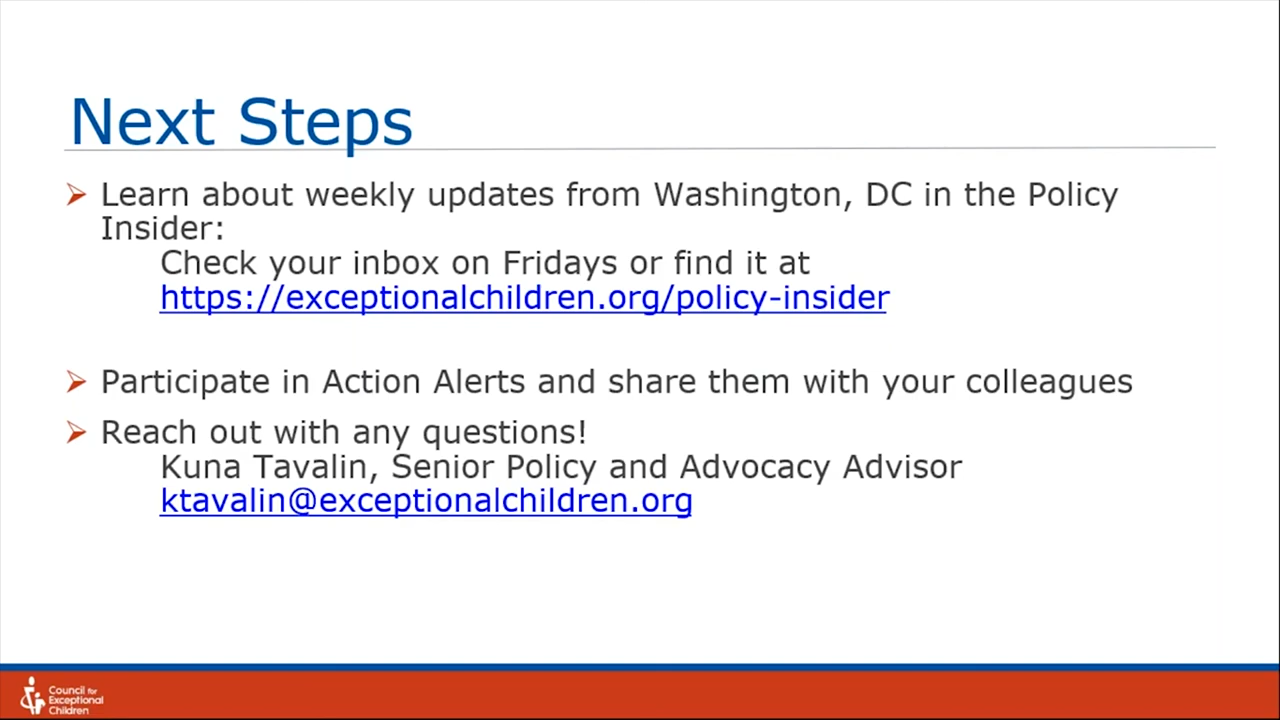 Next Steps
Learn about weekly updates from Washington, DC in the Policy
Insider:
Check your inbox on Fridays or find it at
https://exceptionalchildren.org/policy-insider
Participate in Action Alerts and share them with your colleagues
Reach out with any questions!
Kuna Tavalin, Senior Policy and Advocacy Advisor
ktavalin@exceptionalchildren.org
Council for
Exceptional
Children